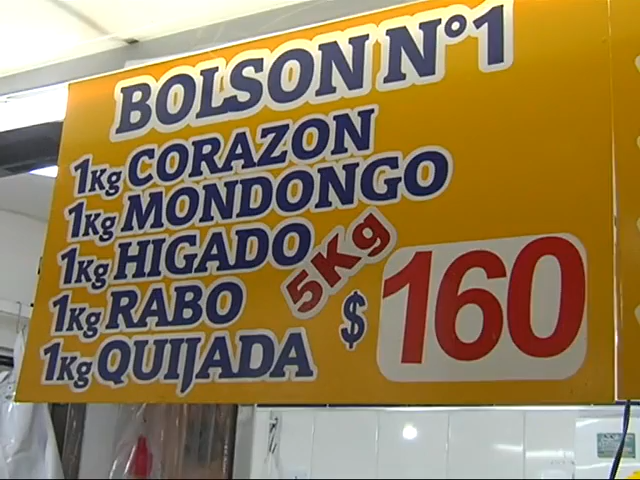 BOLSON N°1
1Kg CORAZON
1Kg MONDONGO
1Kg HIGADO
1Kg RABO
1Kg QUIJADA
5Kg
$ 160